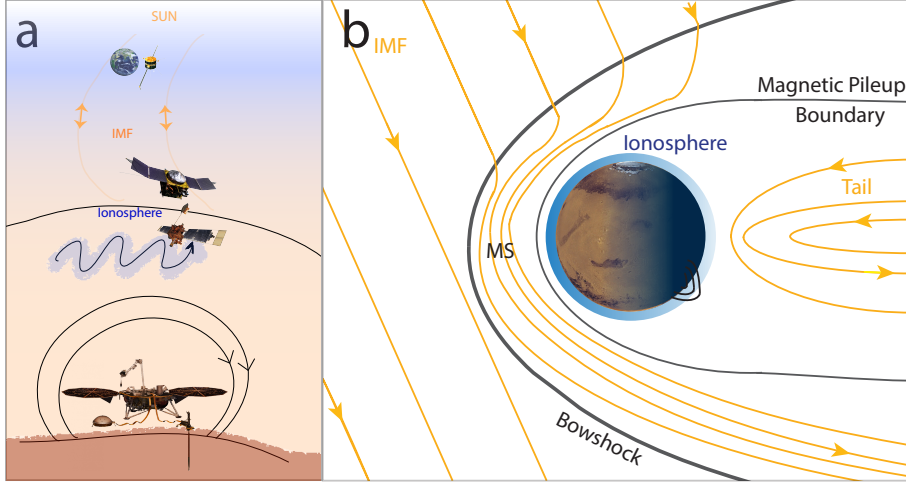 a
SUN
IMF
Ionosphere
b
IMF
Magnetic Pileup
Boundary
Ionosphere
Tail
MS
Bowshock